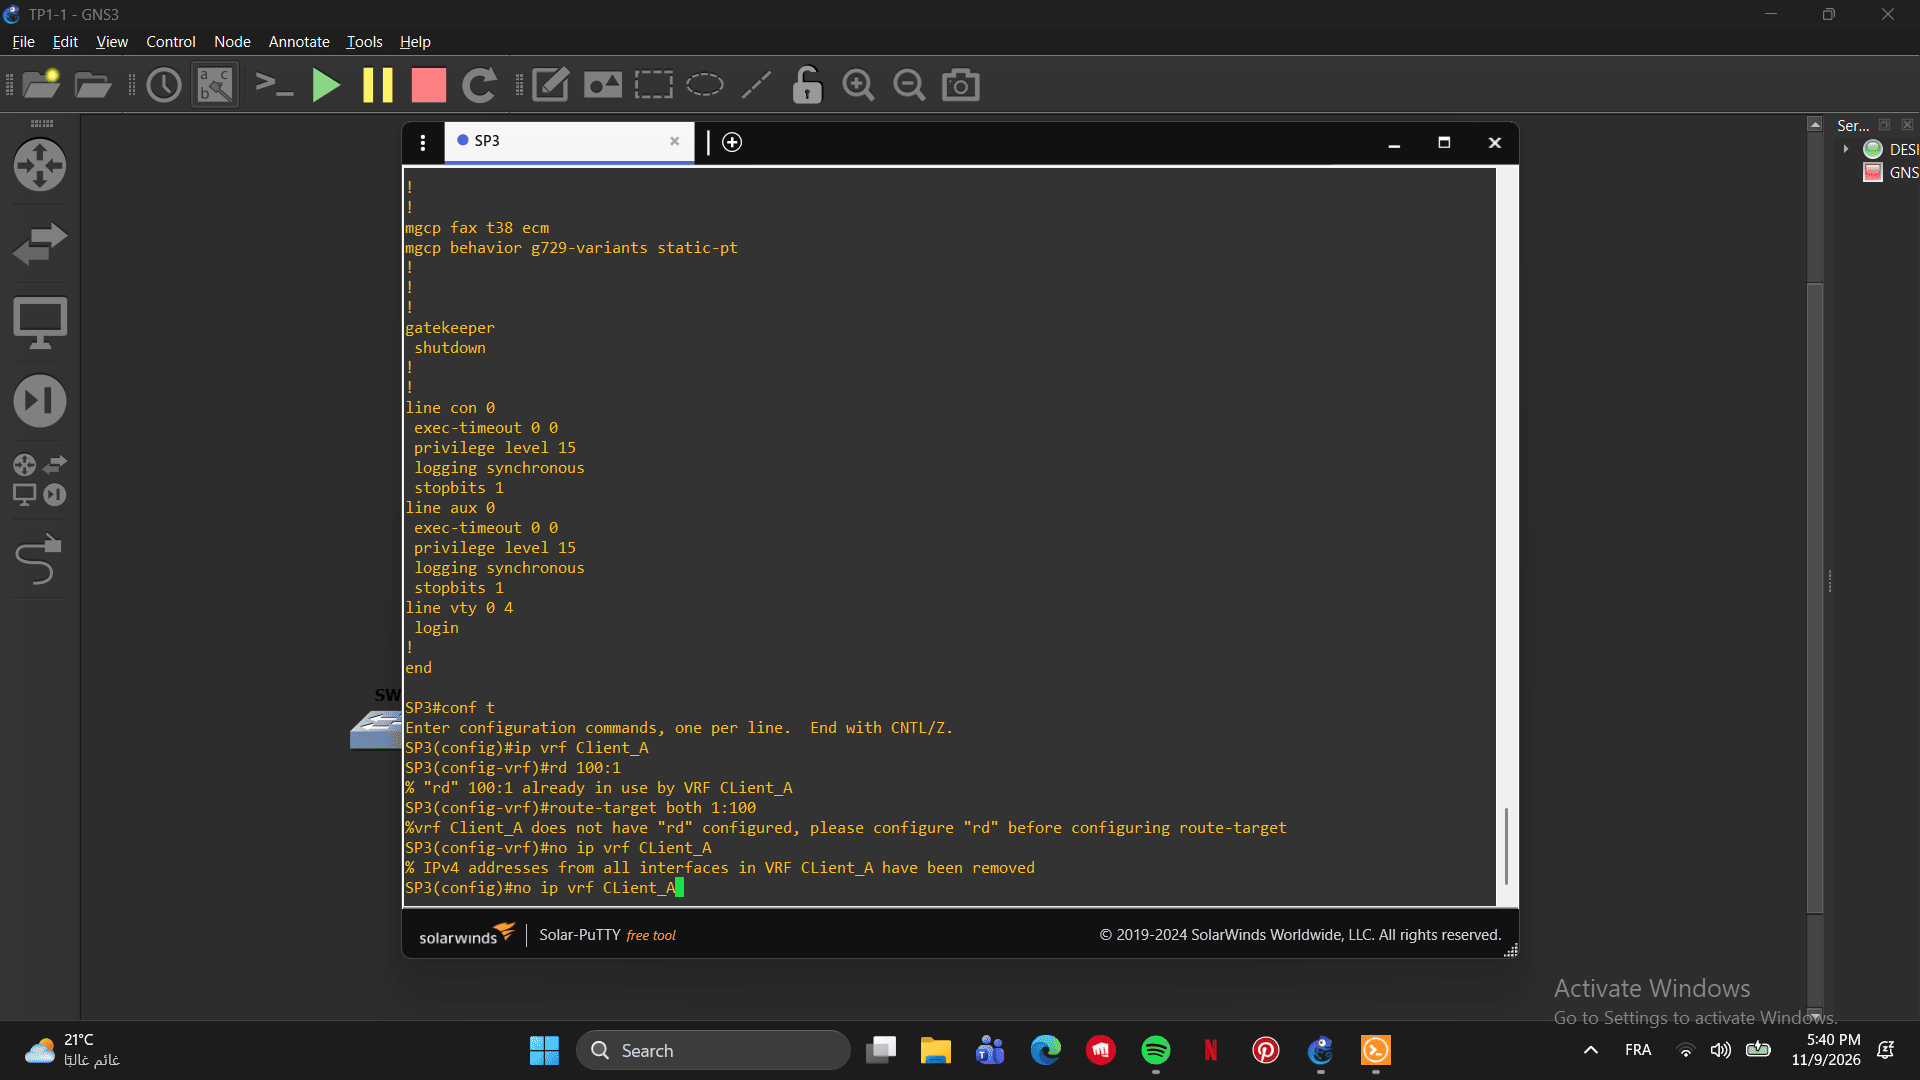 TP1-1 - GNS3
File Edit View Control Node Annotate Tools Help
SP3
Ser...
DESH
GNS
!
!
mgcp fax t38 ecm
mgcp behavior g729-variants static-pt
!
!
!
gatekeeper
shutdown
!
!
line con 0
exec-timeout 0 0
privilege level 15
logging synchronous
stopbits 1
line aux 0
exec-timeout 0 0
privilege level 15
logging synchronous
stopbits 1
line vty 0 4
login
!
end
SW
SP3#conf t
Enter configuration commands, one per line.  End with CNTL/Z.
SP3(config)#ip vrf Client_A
SP3(config-vrf)#rd 100:1
% "rd" 100:1 already in use by VRF CLient_A
SP3(config-vrf)#route-target both 1:100
%vrf Client_A does not have "rd" configured, please configure "rd" before configuring route-target
SP3(config-vrf)#no ip vrf CLient_A
% IPv4 addresses from all interfaces in VRF CLient_A have been removed
SP3(config)#no ip vrf CLient_A
solarwinds
Solar-PuTTY free tool
© 2019-2024 SolarWinds Worldwide, LLC. All rights reserved.
Activate Windows
Go to Settings to activate Windows.
21°C
غائم غالبًا
Search
FRA
5:40 PM
11/9/2026